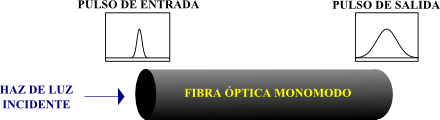 PULSO DE ENTRADA
PULSO DE SALIDA
HAZ DE LUZ
INCIDENTE
FIBRA ÓPTICA MONOMODO